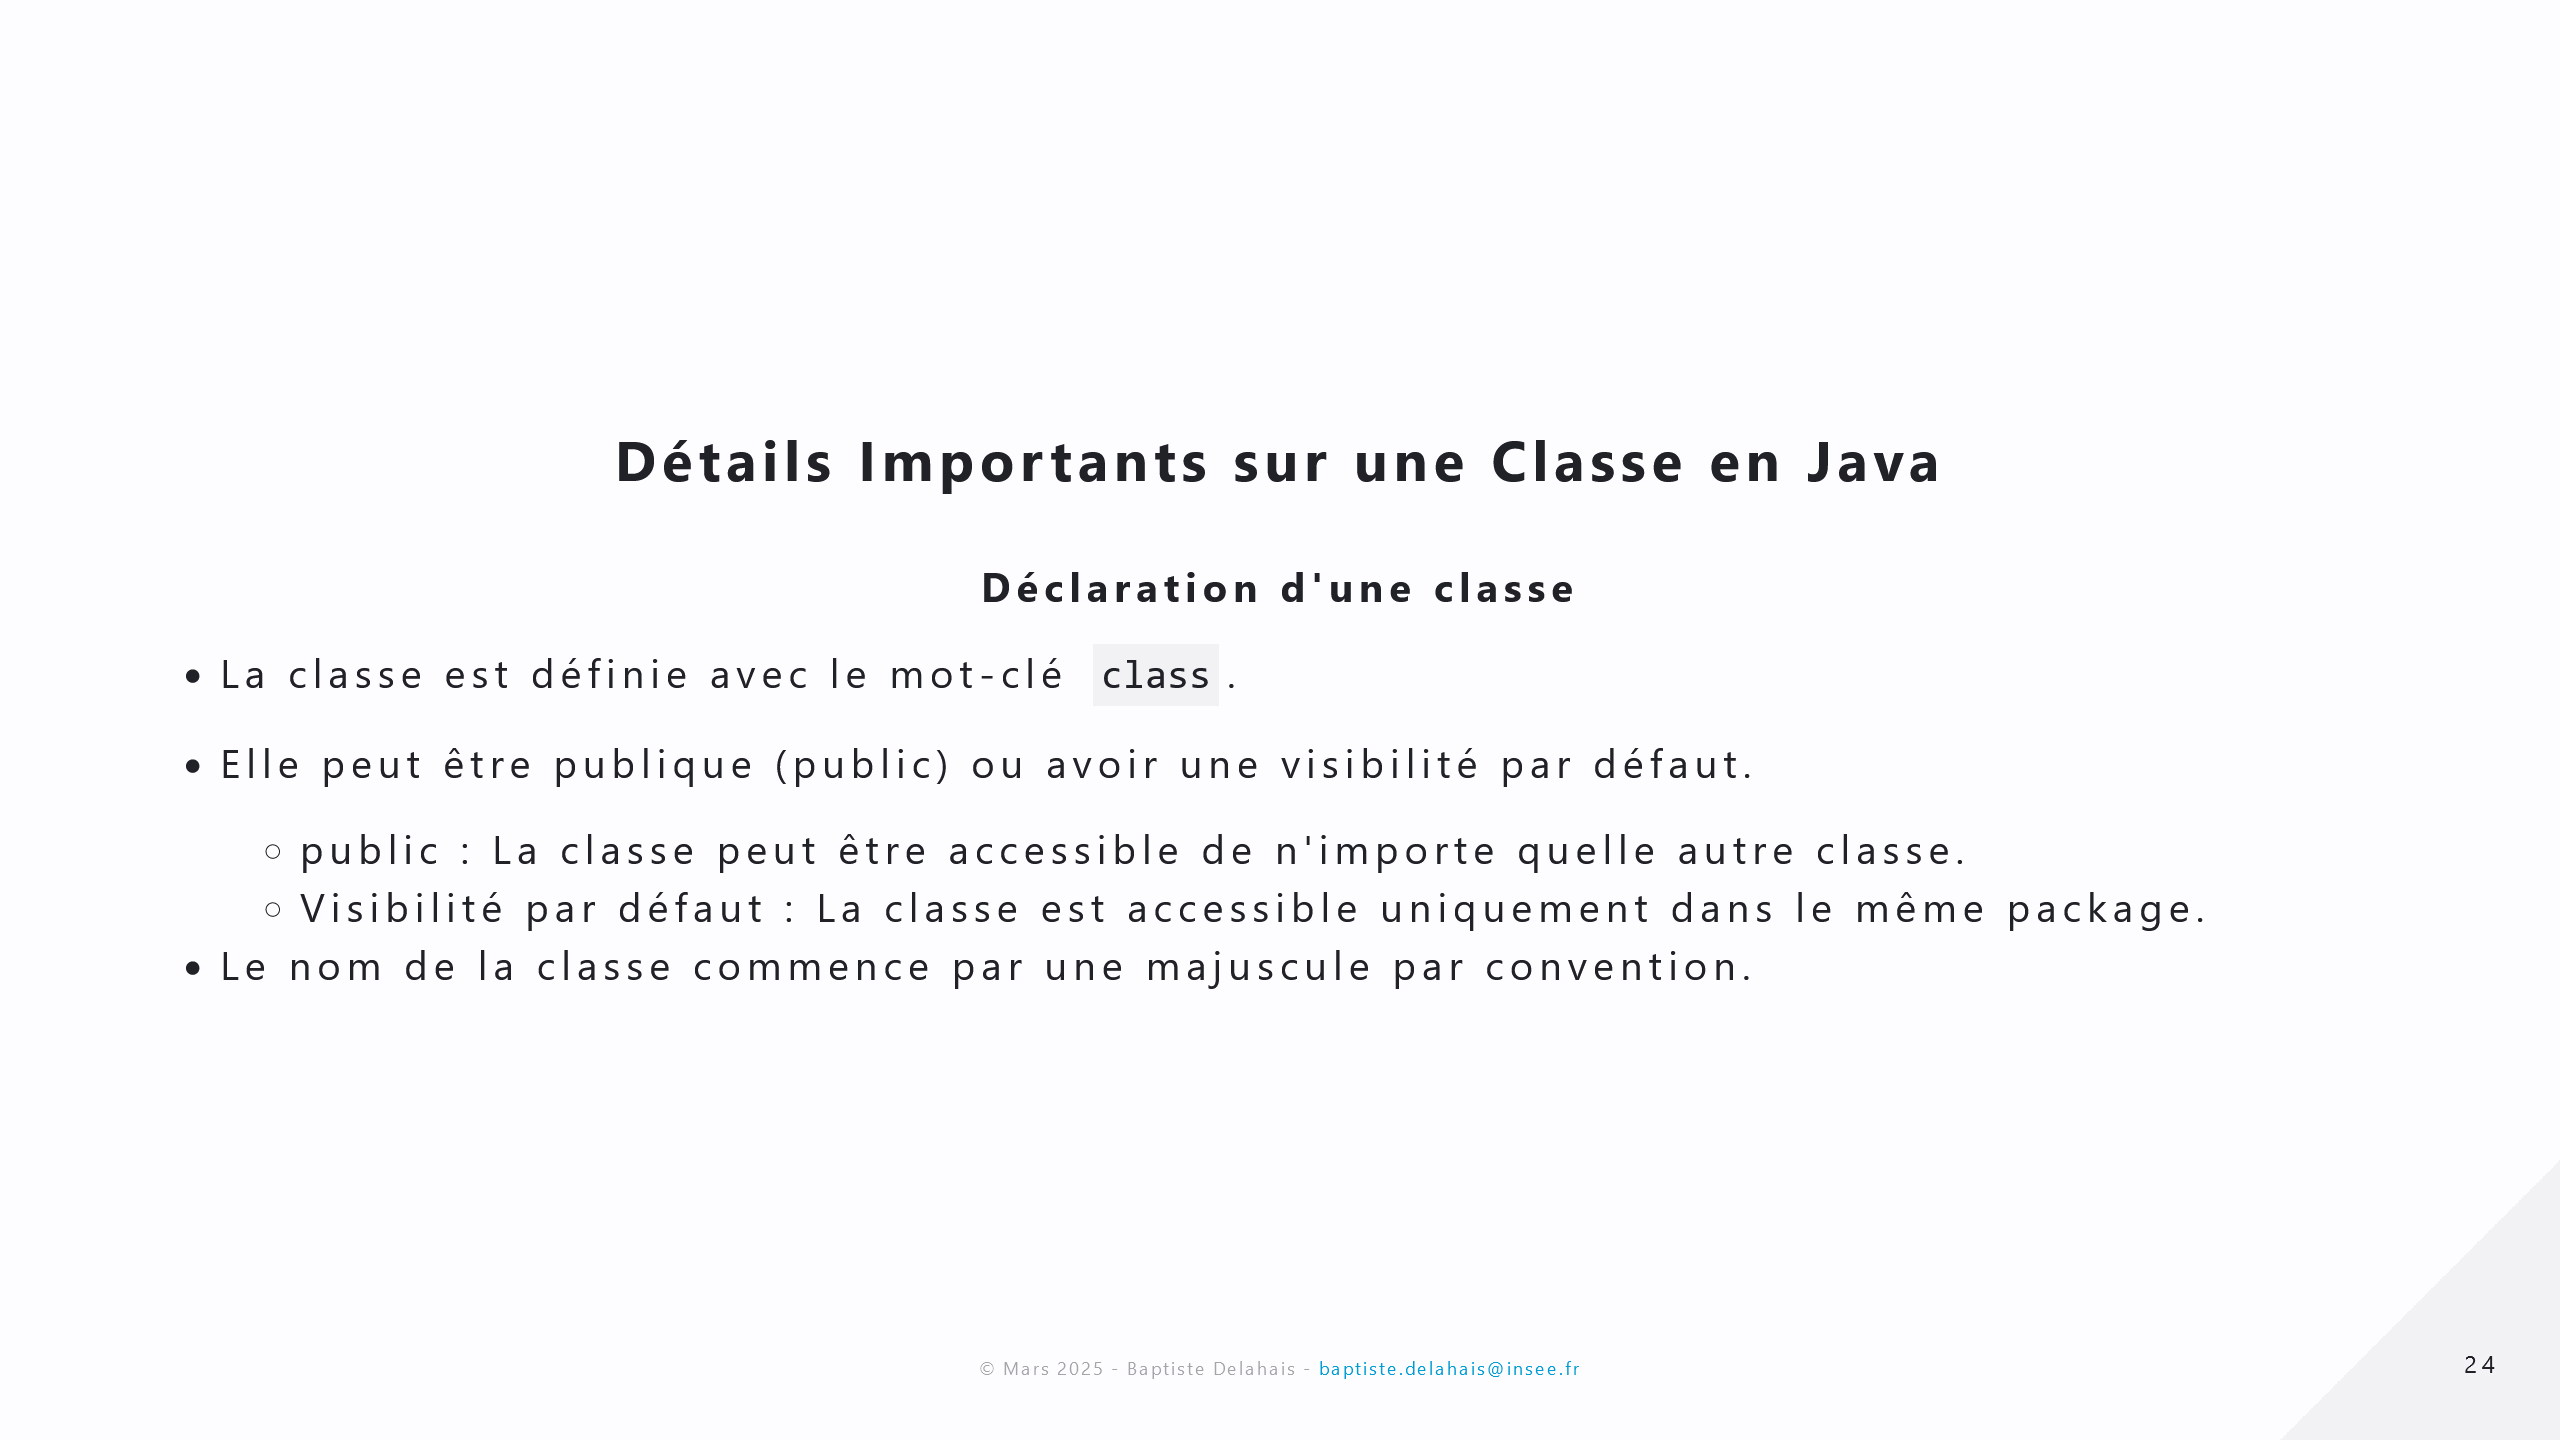 Détails Importants sur une Classe en Java
Déclaration d'une classe
• La classe est définie avec le mot-clé class.
• Elle peut être publique (public) ou avoir une visibilité par défaut.
○ public : La classe peut être accessible de n'importe quelle autre classe.
○ Visibilité par défaut : La classe est accessible uniquement dans le même package.
• Le nom de la classe commence par une majuscule par convention.
© Mars 2025 - Baptiste Delahais - baptiste.delahais@insee.fr
24